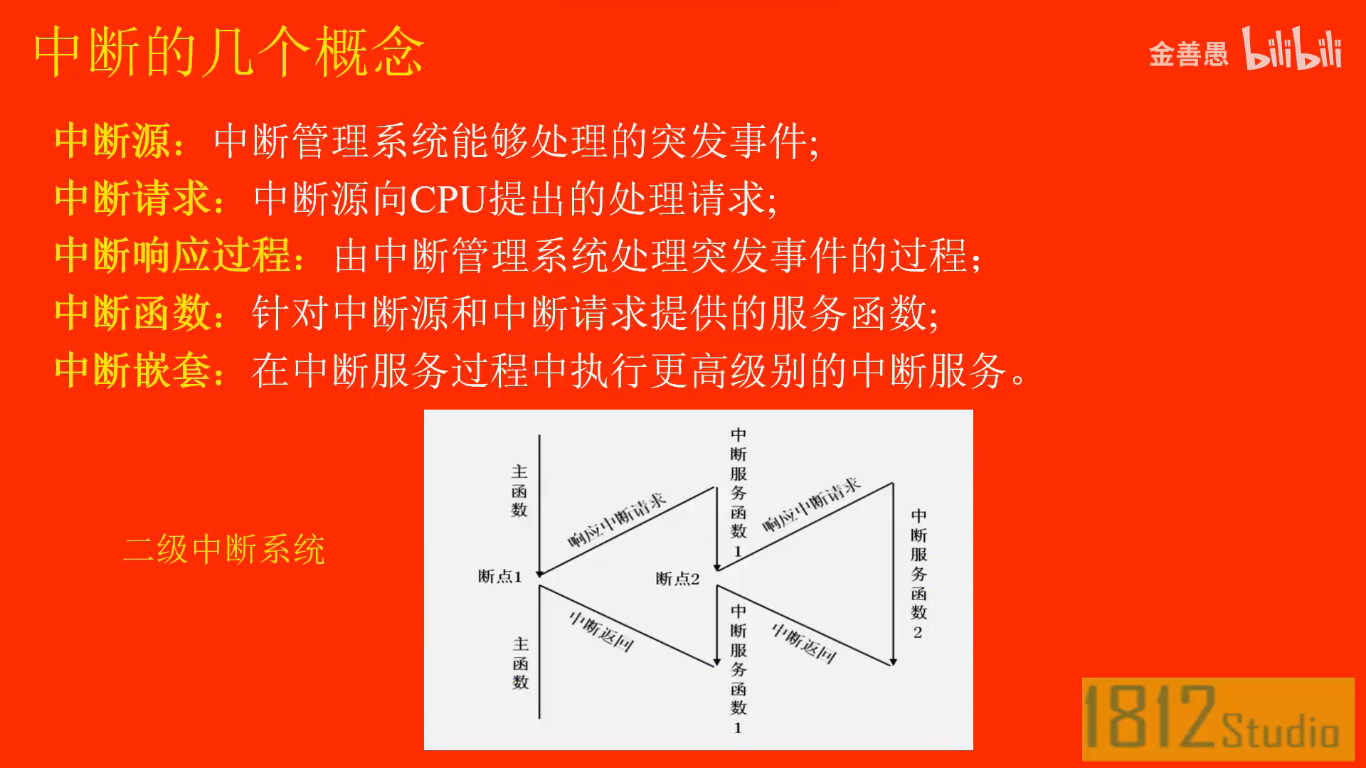 中断的几个概念
金善愚 bilibili
中断源：中断管理系统能够处理的突发事件;
中断请求：中断源向CPU提出的处理请求;
中断响应过程：由中断管理系统处理突发事件的过程；
中断函数：针对中断源和中断请求提供的服务函数;
中断嵌套：在中断服务过程中执行更高级别的中断服务。
二级中断系统
主函数
响应中断请求
中断服务函数1
响应中断请求
中断服务函数2
断点1
断点2
主函数
中断返回
中断服务函数1
中断返回
1812Studio